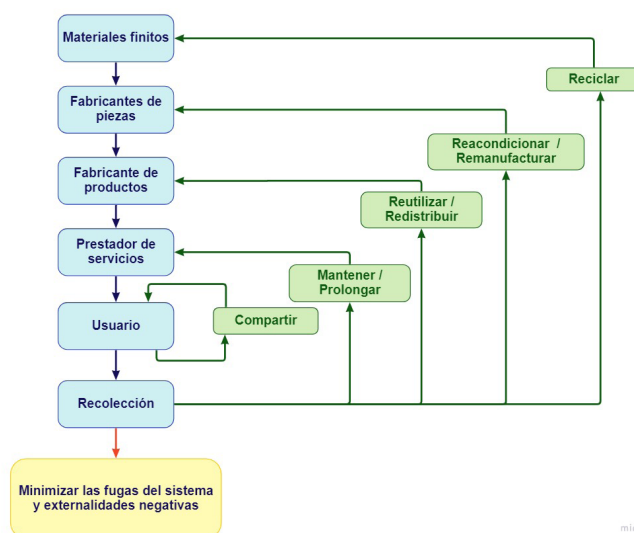 Materiales finitos
Reciclar
Fabricantes de
piezas
Reacondicionar /
Remanufacturar
Fabricante de
productos
Reutilizar /
Redistribuir
Prestador de
servicios
Mantener /
Prolongar
Usuario
Compartir
Recolección
Minimizar las fugas del sistema
y externalidades negativas